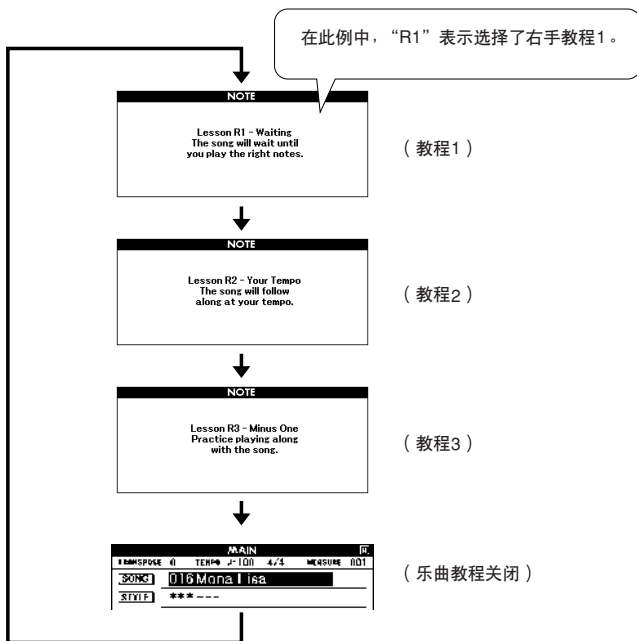 在此例中，“R1”表示选择了右手教程1。
NOTE
Lesson R1 - Waiting
The song will wait until
you play the right notes.
（教程1）
NOTE
Lesson R2 - Your Tempo
The song will follow
along at your tempo.
（教程2）
NOTE
Lesson R3 - Minus One
Practice playing along
with the song.
（教程3）
MAIN
TRANSPOSE 0 TEMPO ♩=100 4/4 MEASURE 001
SONG 016 Mona Lisa
STYLE ***---
（乐曲教程关闭）